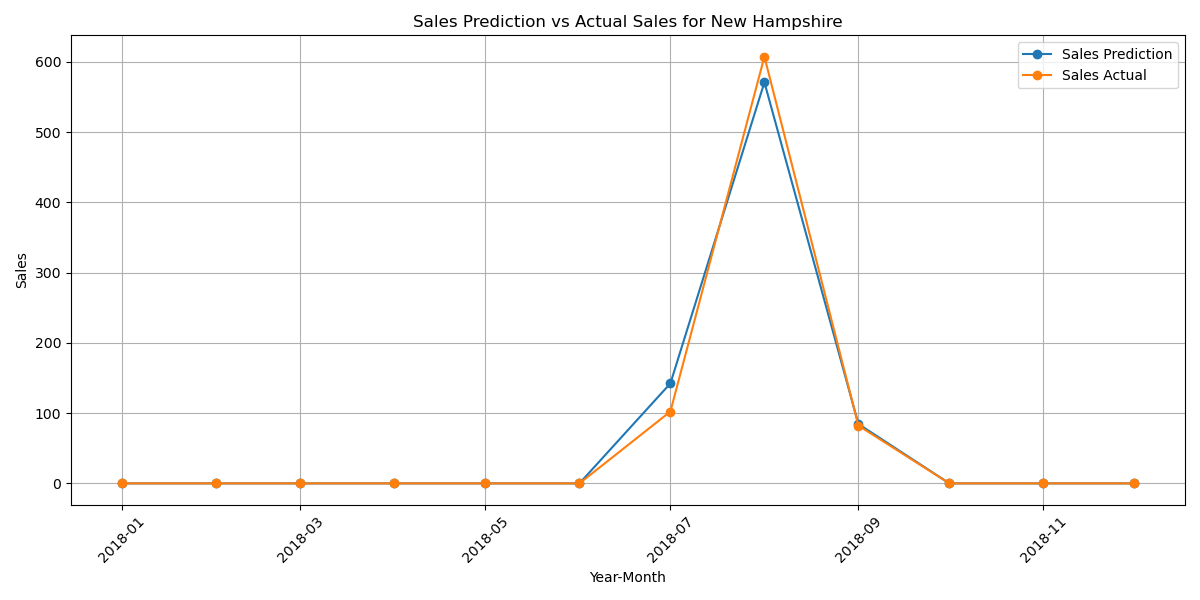 Sales Prediction vs Actual Sales for New Hampshire
Sales Prediction
Sales Actual
600
500
400
300
200
100
0
Sales
2018-01
2018-03
2018-05
2018-07
2018-09
2018-11
Year-Month